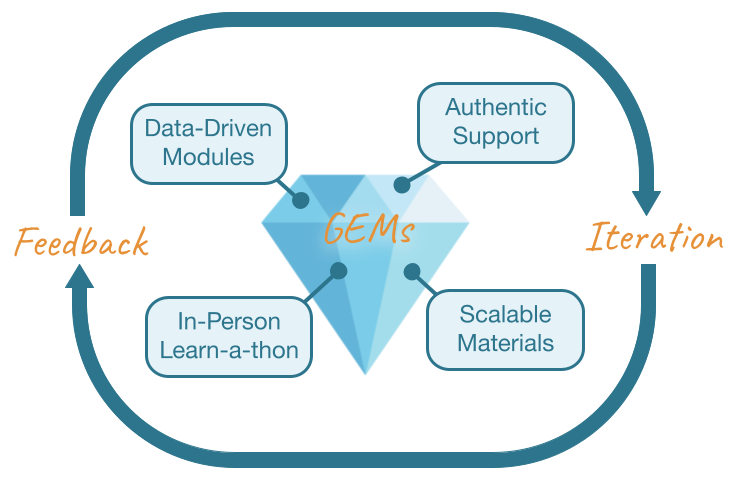 Authentic
Support
Data-Driven
Modules
GEMs
Feedback
Iteration
In-Person
Learn-a-thon
Scalable
Materials